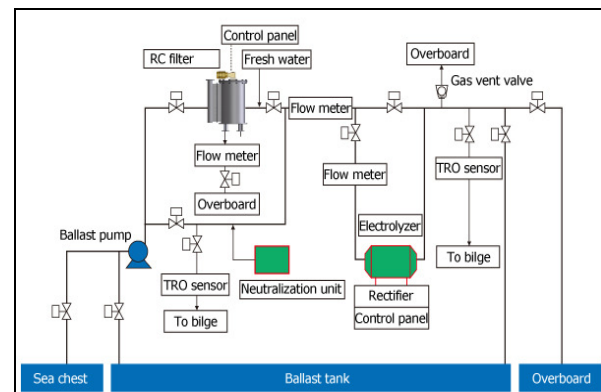 Control panel
Overboard
RC filter
Fresh water
Gas vent valve
Flow meter
Flow meter
Flow meter
TRO sensor
Overboard
Electrolyzer
Ballast pump
To bilge
TRO sensor
Neutralization unit
Rectifier
Control panel
To bilge
Sea chest
Ballast tank
Overboard